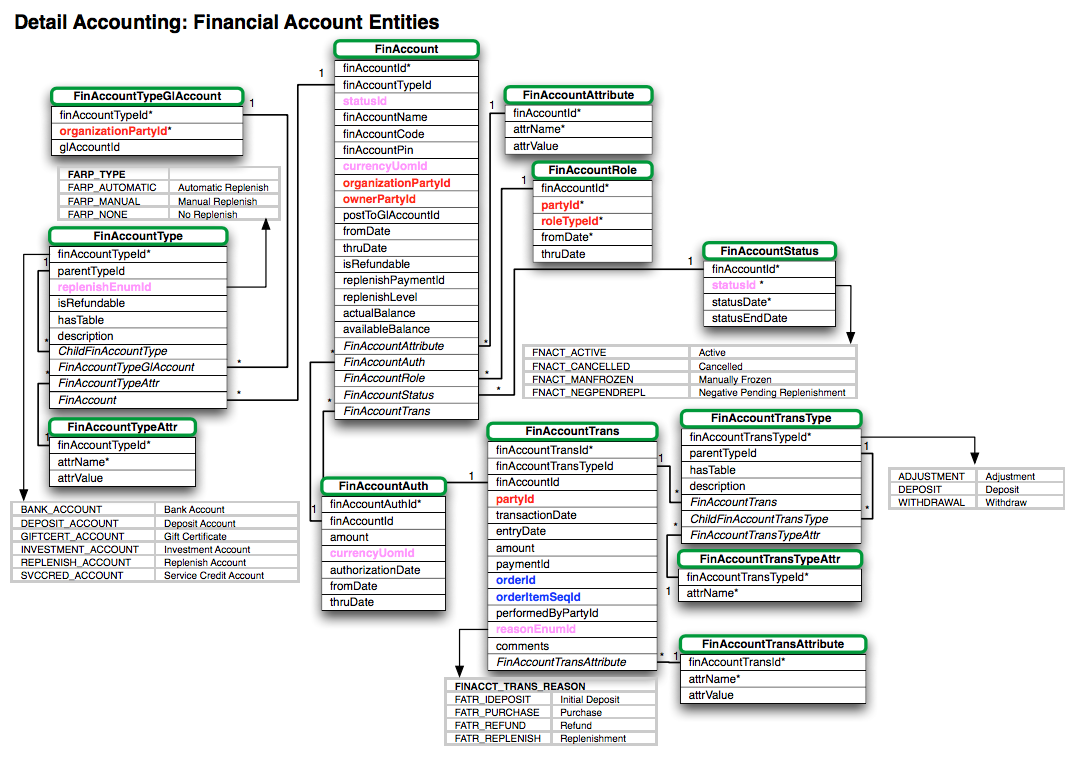 Detail Accounting: Financial Account Entities
FinAccount
finAccountId*
finAccountTypeId
statusId
finAccountName
finAccountCode
finAccountPin
currencyUomId
organizationPartyId
ownerPartyId
postToGlAccountId
fromDate
thruDate
isRefundable
replenishPaymentId
replenishLevel
actualBalance
availableBalance
FinAccountAttribute
FinAccountAuth
FinAccountRole
FinAccountStatus
FinAccountTrans
1
*
*
*
*
*
FinAccountTypeGlAccount
1
finAccountTypeId*
organizationPartyId*
glAccountId
FARP_TYPE
FARP_AUTOMATIC Automatic Replenish
FARP_MANUAL Manual Replenish
FARP_NONE No Replenish
FinAccountType
finAccountTypeId*
parentTypeId
replenishEnumId
isRefundable
hasTable
description
ChildFinAccountType
FinAccountTypeGlAccount
FinAccountTypeAttr
FinAccount
1
*
*
*
*
FinAccountTypeAttr
1
finAccountTypeId*
attrName*
attrValue
BANK_ACCOUNT Bank Account
DEPOSIT_ACCOUNT Deposit Account
GIFTCERT_ACCOUNT Gift Certificate
INVESTMENT_ACCOUNT Investment Account
REPLENISH_ACCOUNT Replenish Account
SVCCRED_ACCOUNT Service Credit Account
FinAccountAttribute
1
finAccountId*
attrName*
attrValue
FinAccountRole
1
finAccountId*
partyId*
roleTypeId*
fromDate*
thruDate
FinAccountStatus
1
finAccountId*
statusId *
statusDate*
statusEndDate
FNACT_ACTIVE Active
FNACT_CANCELLED Cancelled
FNACT_MANFROZEN Manually Frozen
FNACT_NEGPENDREPL Negative Pending Replenishment
FinAccountAuth
1
finAccountAuthId*
finAccountId
amount
currencyUomId
authorizationDate
fromDate
thruDate
FinAccountTrans
1
finAccountTransId*
finAccountTransTypeId
finAccountId
partyId
transactionDate
entryDate
amount
paymentId
orderId
orderItemSeqId
performedByPartyId
reasonEnumId
comments
FinAccountTransAttribute
1
*
FINACCT_TRANS_REASON
FATR_IDEPOSIT Initial Deposit
FATR_PURCHASE Purchase
FATR_REFUND Refund
FATR_REPLENISH Replenishment
FinAccountTransType
finAccountTransTypeId*
parentTypeId
hasTable
description
FinAccountTrans
ChildFinAccountTransType
FinAccountTransTypeAttr
1
*
*
*
ADJUSTMENT Adjustment
DEPOSIT Deposit
WITHDRAWAL Withdraw
FinAccountTransTypeAttr
1
finAccountTransTypeId*
attrName*
FinAccountTransAttribute
1
finAccountTransId*
attrName*
attrValue